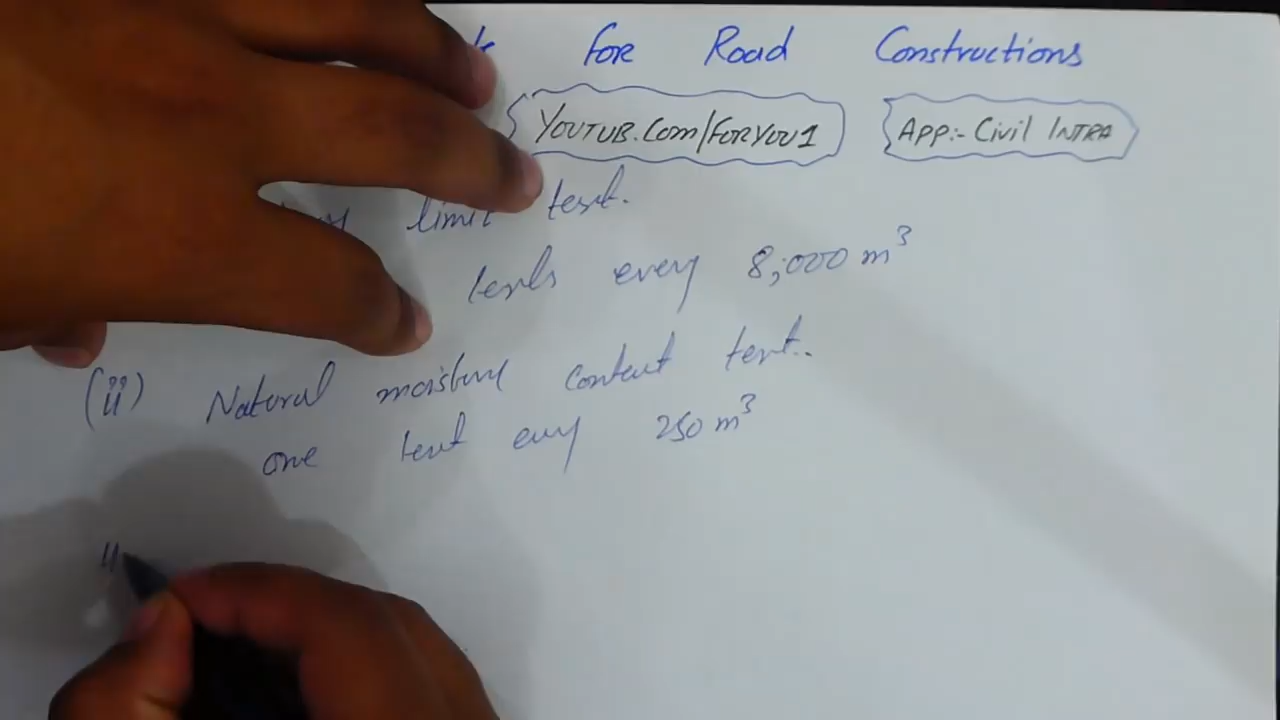 for Road Constructions
YOUTUB.Com/FORYOU1
APP:- Civil INTRA
limit test.
tests every 8,000 m³
(ii) Natural moisture content test..
one test every 250 m³